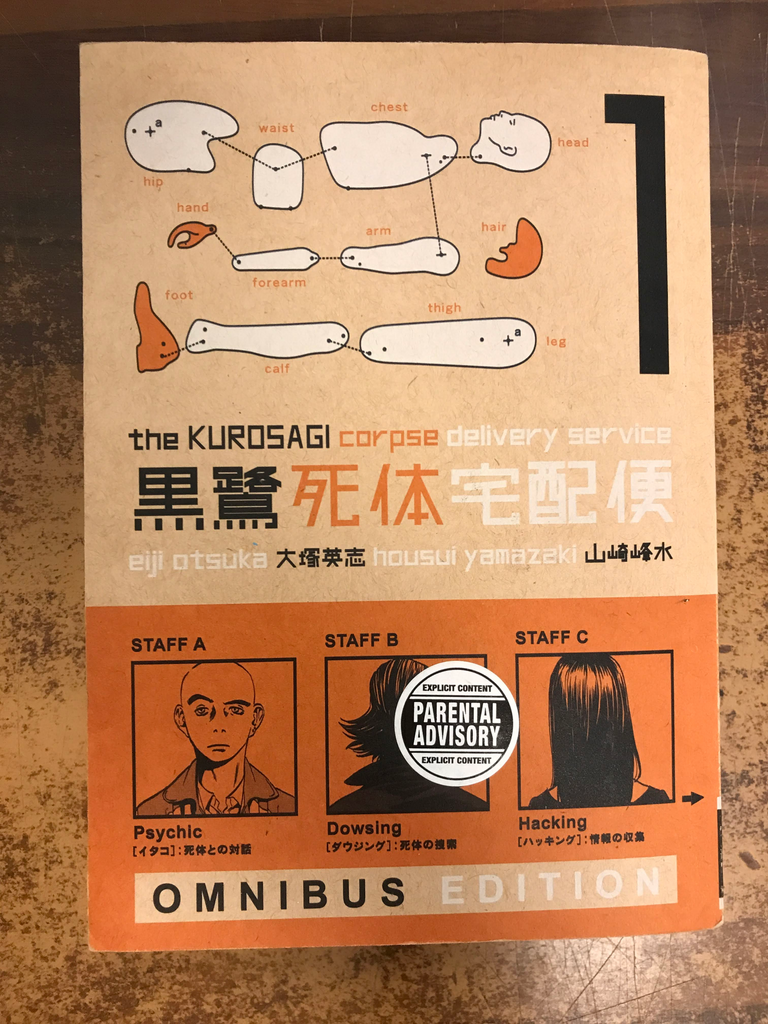 1
chest
a
waist
head
hip
hand
hair
arm
forearm
foot
thigh
a
leg
calf
the KUROSAGI corpse delivery service
黒鷺死体宅配便
eiji otsuka 大塚英志 housui yamazaki 山崎峰水
STAFF A
STAFF B
STAFF C
EXPLICIT CONTENT
PARENTAL
ADVISORY
EXPLICIT CONTENT
Psychic
[イタコ]:死体との対話
Dowsing
[ダウジング]:死体の捜索
Hacking
[ハッキング]:情報の収集
OMNIBUS EDITION